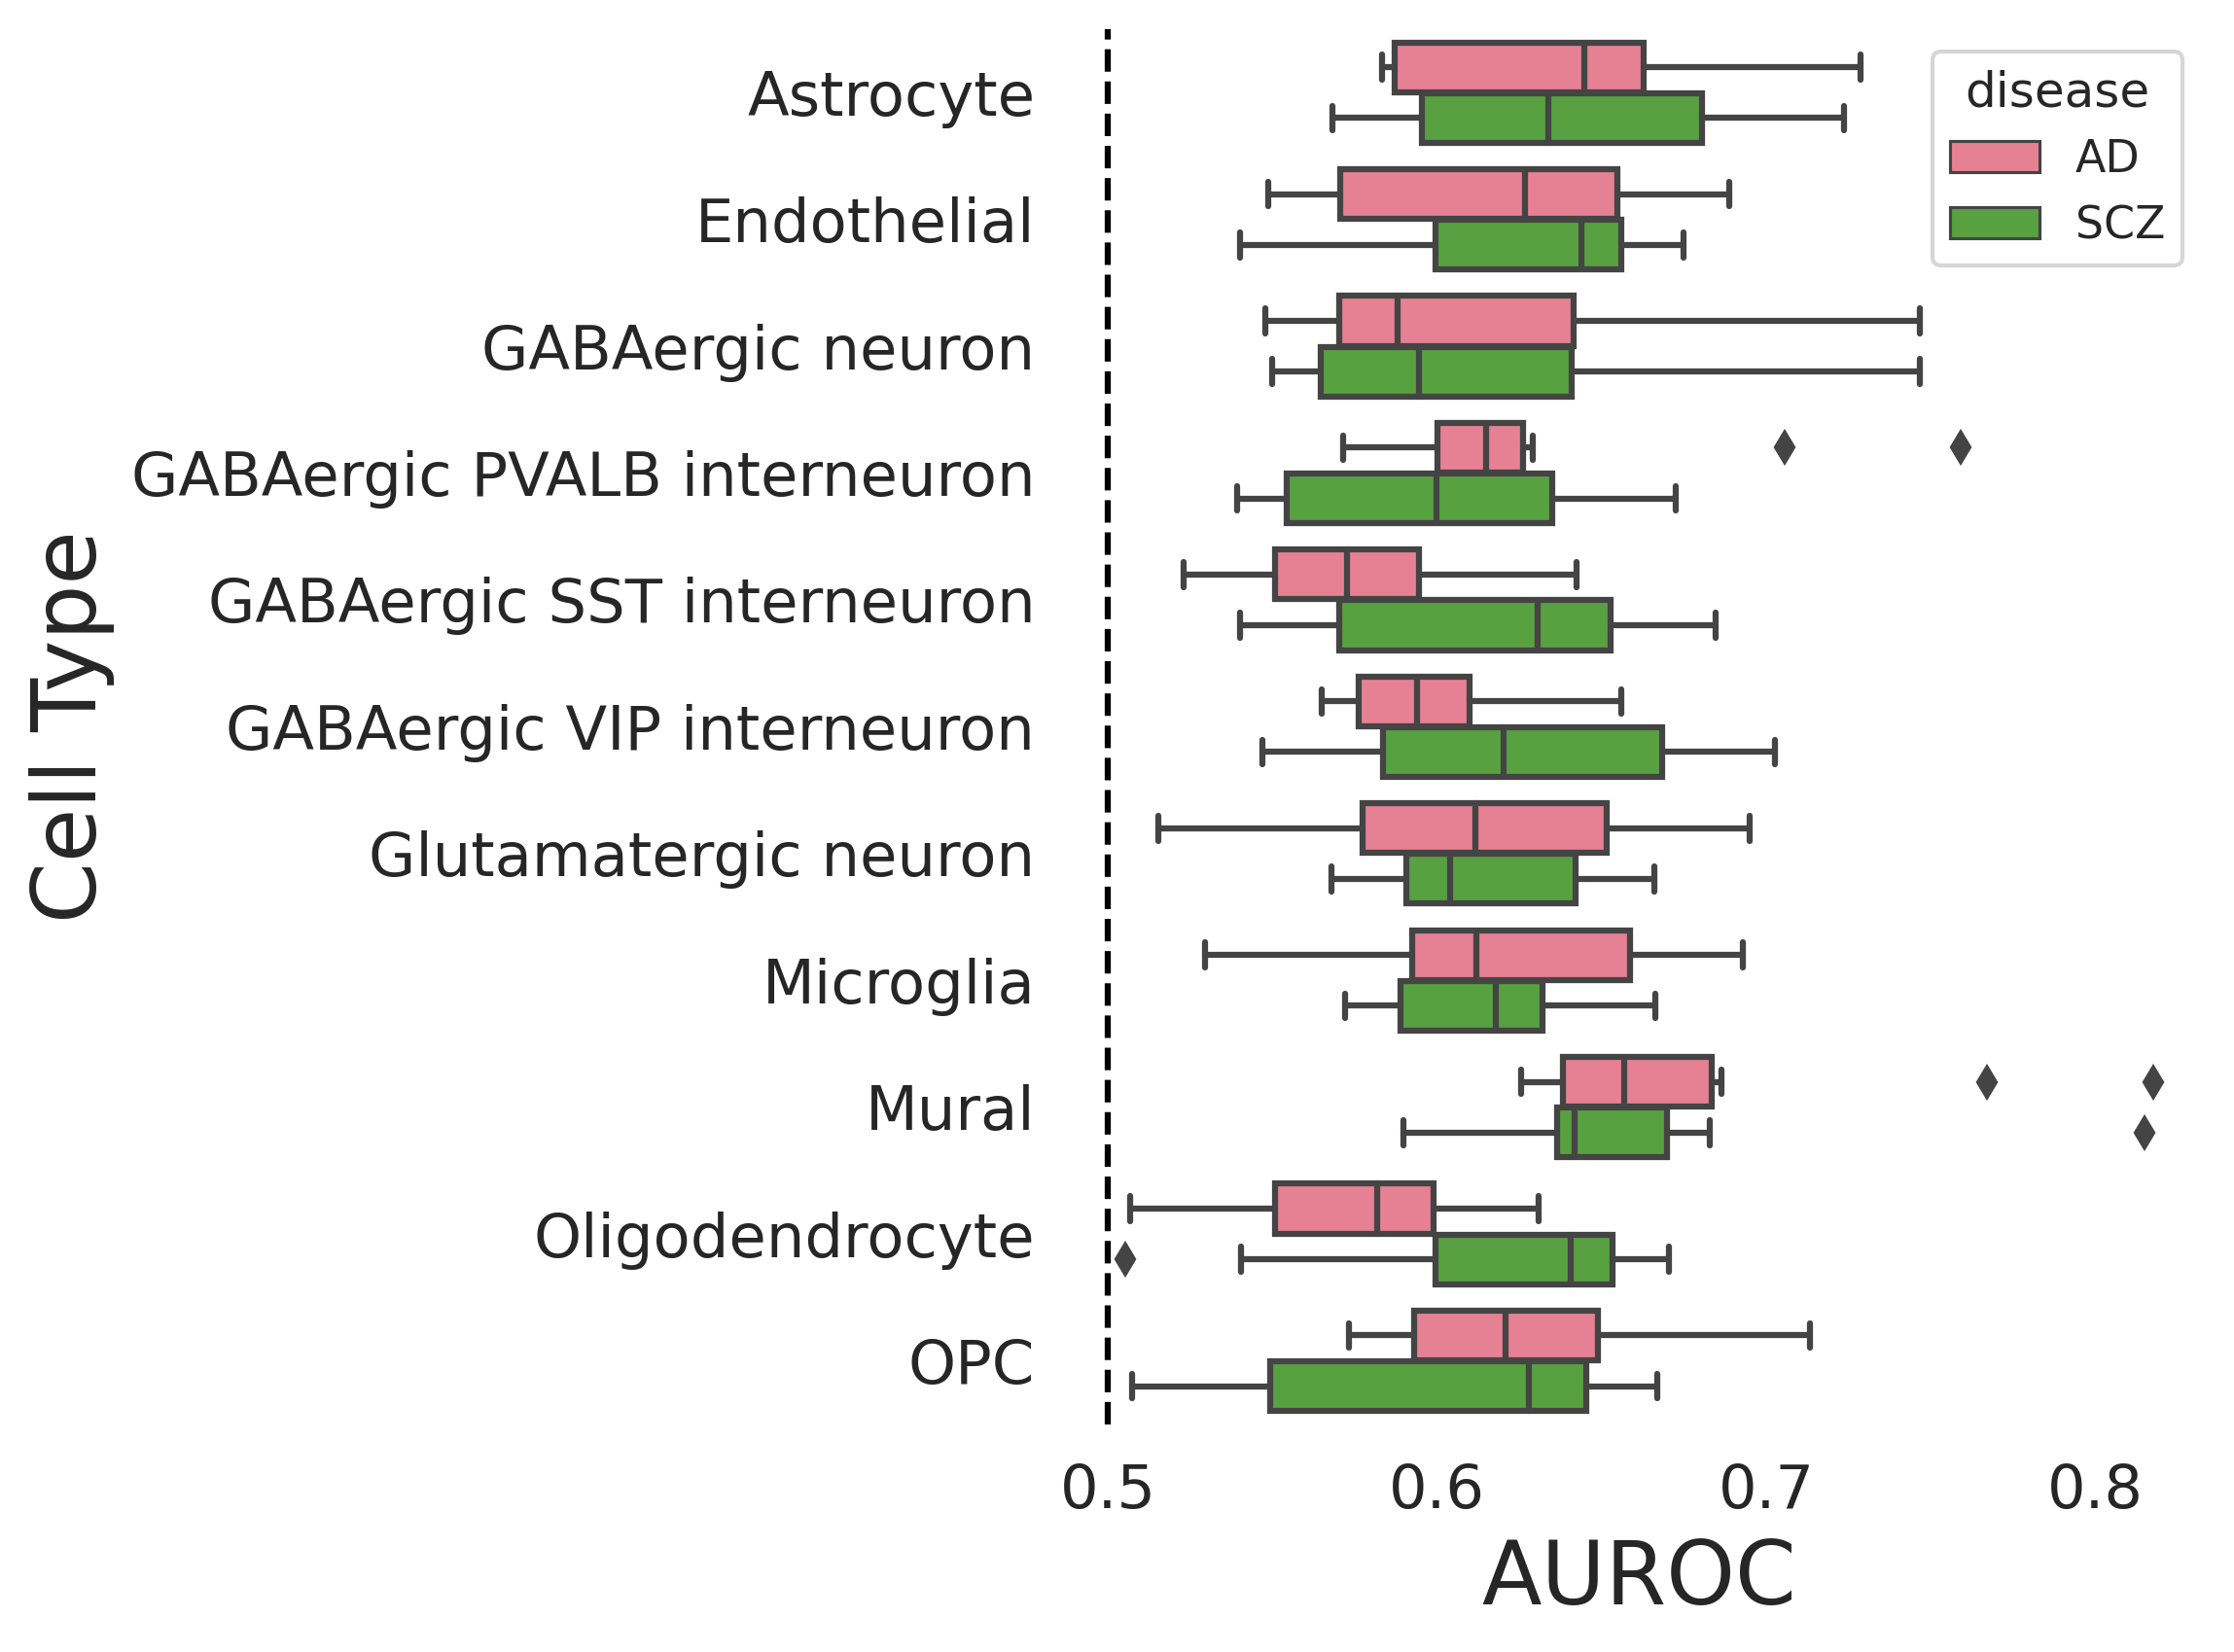 disease
AD
SCZ
Cell Type
Astrocyte
Endothelial
GABAergic neuron
GABAergic PVALB interneuron
GABAergic SST interneuron
GABAergic VIP interneuron
Glutamatergic neuron
Microglia
Mural
Oligodendrocyte
OPC
0.5 0.6 0.7 0.8
AUROC